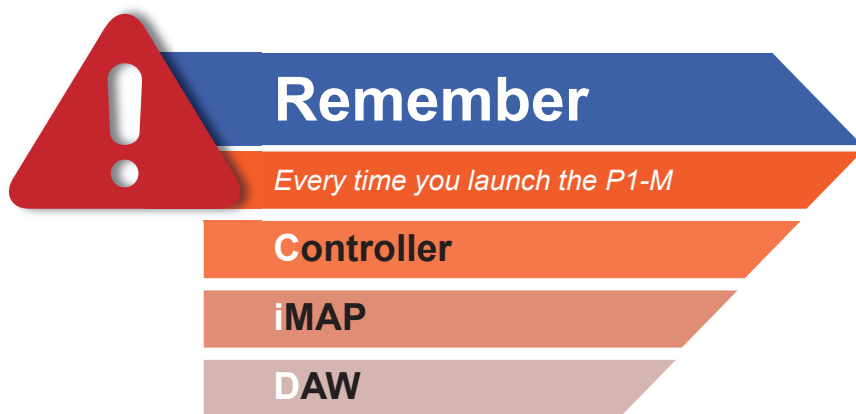 Remember
Every time you launch the P1-M
Controller
iMAP
DAW